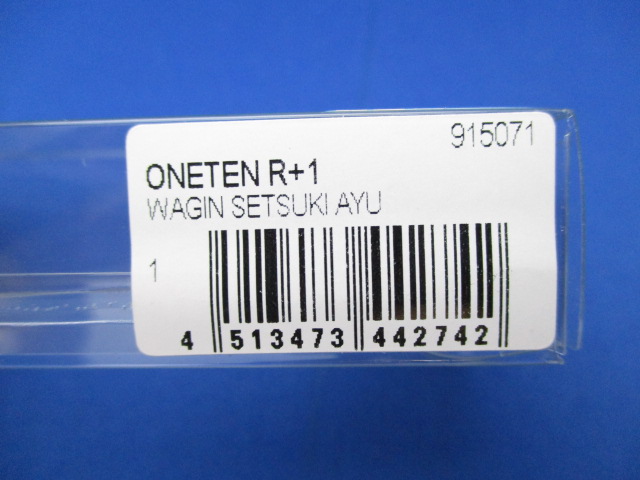 915071
ONETEN R+1
WAGIN SETSUKI AYU
1
4 513473 442742